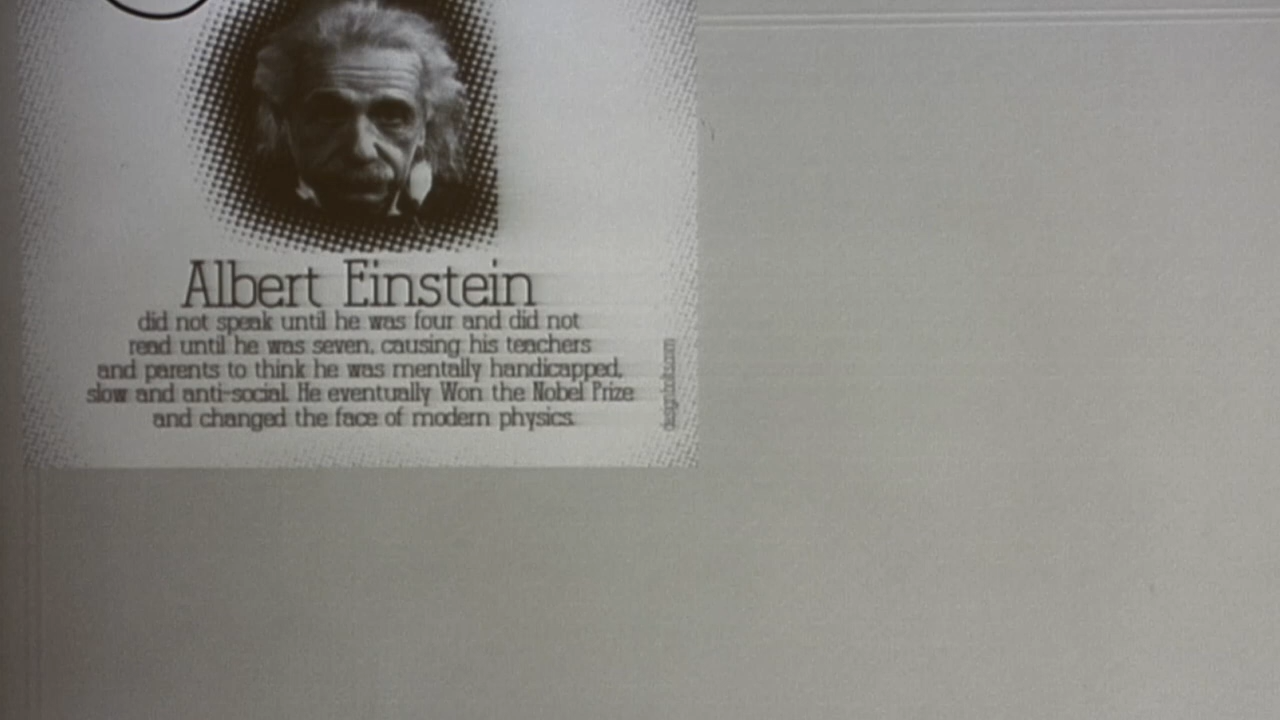 Albert Einstein
did not speak until he was four and did not
read until he was seven, causing his teachers
and parents to think he was mentally handicapped,
slow and anti-social. He eventually Won the Nobel Prize
and changed the face of modern physics.